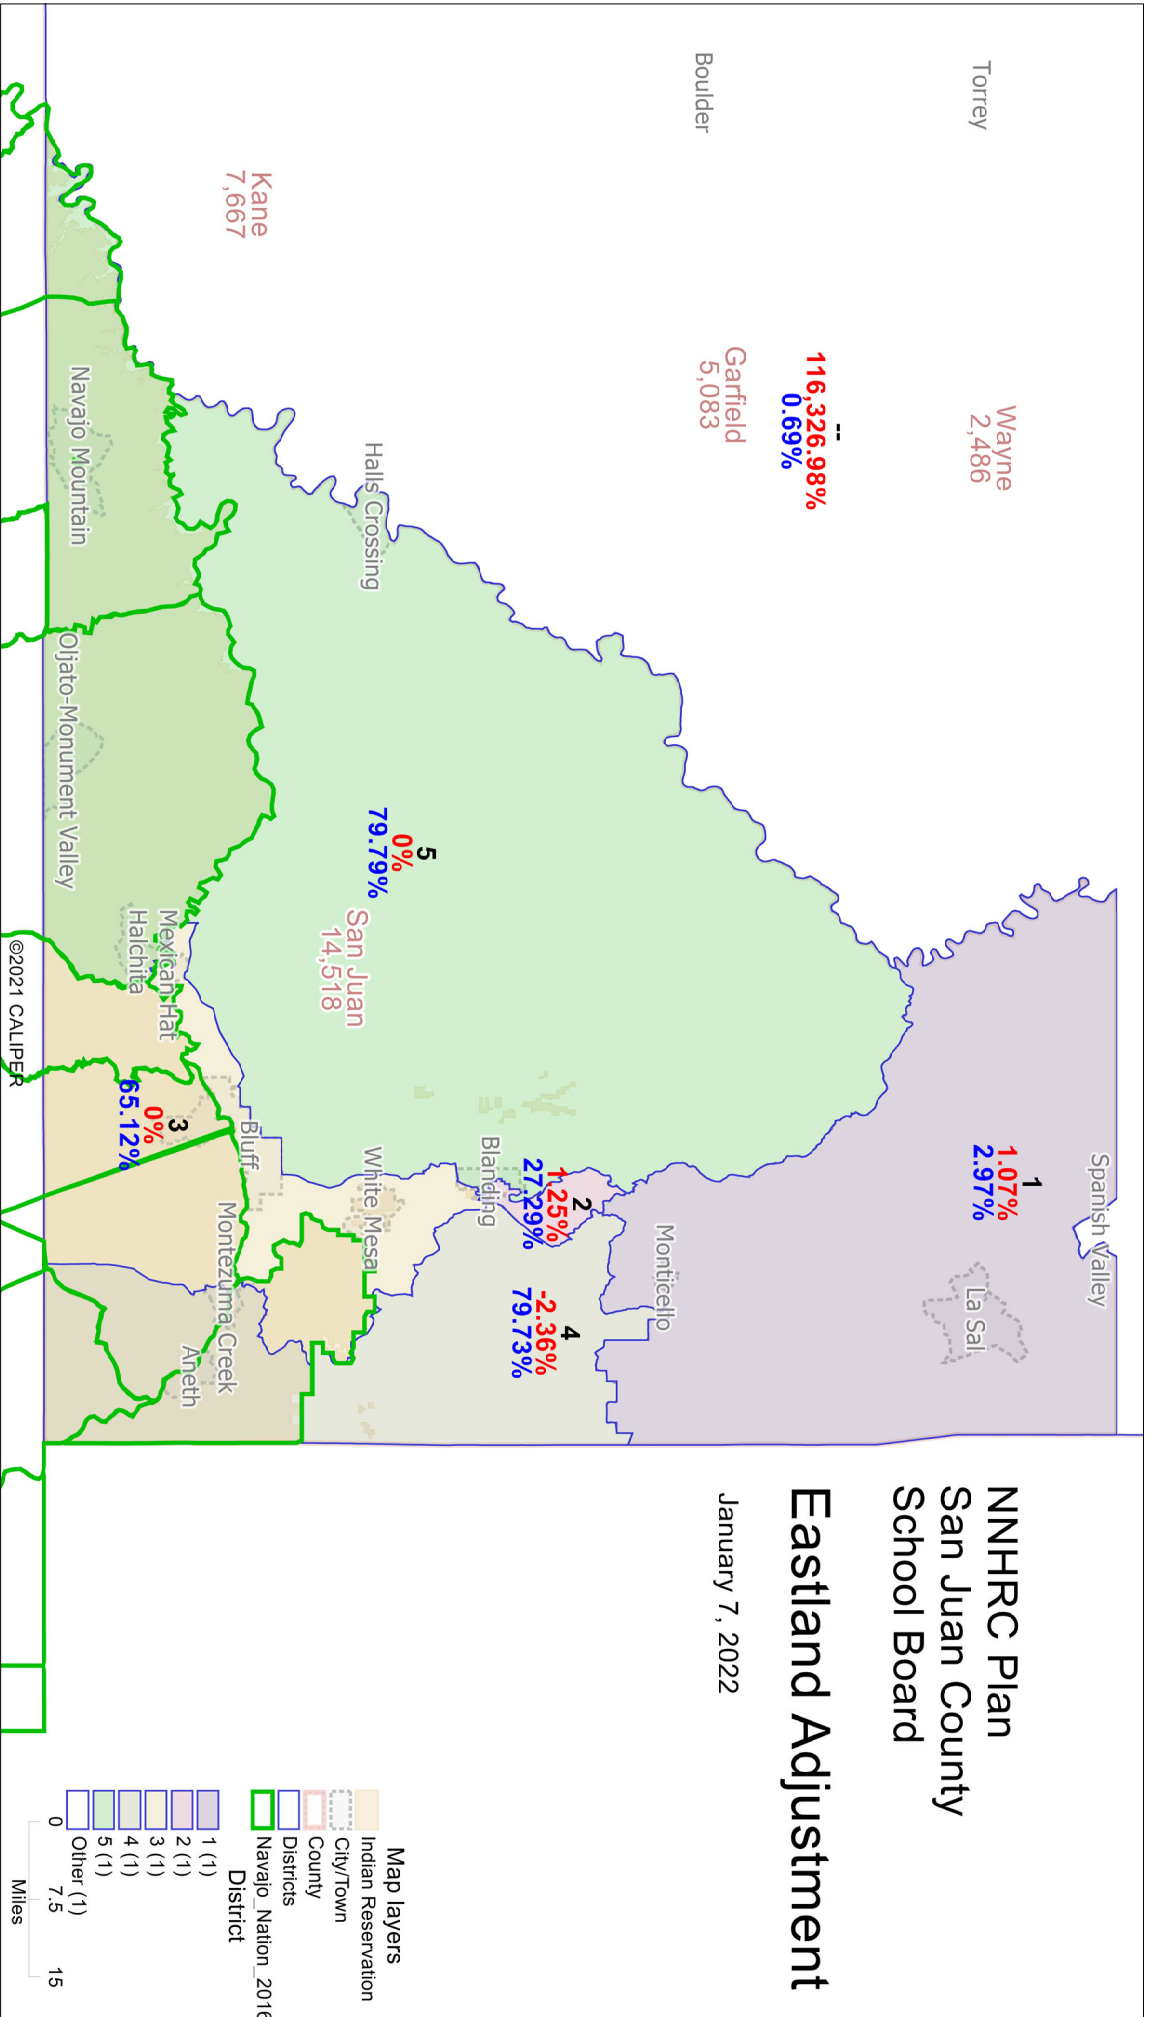 NNHRC Plan
San Juan County
School Board
Eastland Adjustment
January 7, 2022
Torrey
Boulder
Wayne
2,486
--
116,326.98%
0.69%
Garfield
5,083
Kane
7,667
Spanish Valley
La Sal
1
1.07%
2.97%
Monticello
2
1.25%
27.29%
4
-2.36%
79.73%
Blanding
Halls Crossing
5
0%
79.79%
San Juan
14,518
White Mesa
Bluff
Montezuma Creek
Aneth
3
0%
65.12%
Mexican Hat
Halchita
Navajo Mountain
Oljato-Monument Valley
©2021 CALIPER
Map layers
Indian Reservation
City/Town
County
Districts
Navajo_Nation_2016
District
1 (1)
2 (1)
3 (1)
4 (1)
5 (1)
Other (1)
0 7.5 15
Miles